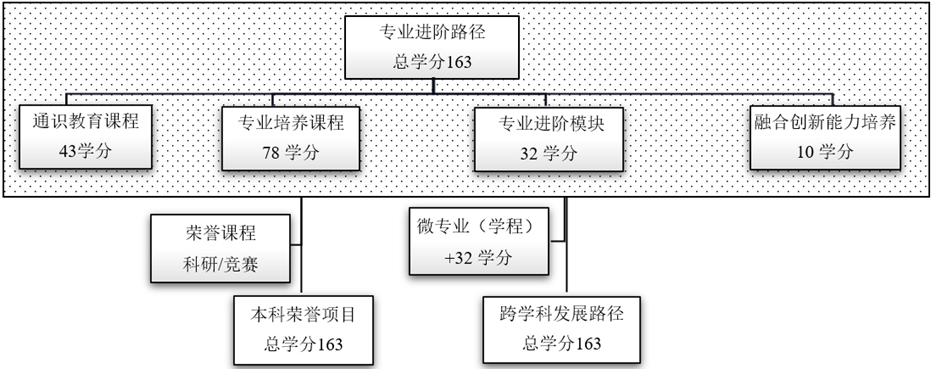 专业进阶路径
总学分163
通识教育课程
43学分
专业培养课程
78 学分
专业进阶模块
32 学分
融合创新能力培养
10 学分
荣誉课程
科研/竞赛
微专业（学程）
+32 学分
本科荣誉项目
总学分163
跨学科发展路径
总学分163